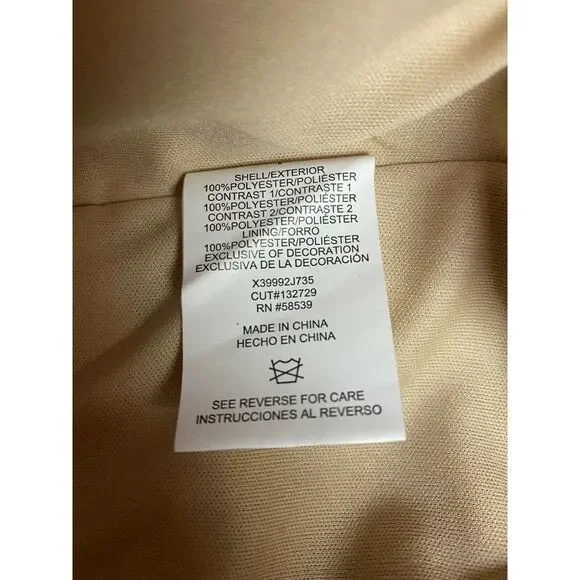 SHELL/EXTERIOR
100%POLYESTER/POLIÉSTER
CONTRAST 1/CONTRASTE 1
100%POLYESTER/POLIÉSTER
CONTRAST 2/CONTRASTE 2
100%POLYESTER/POLIÉSTER
LINING/FORRO
100%POLYESTER/POLIÉSTER
EXCLUSIVE OF DECORATION
EXCLUSIVA DE LA DECORACIÓN
X39992J735
CUT#132729
RN #58539
MADE IN CHINA
HECHO EN CHINA
SEE REVERSE FOR CARE
INSTRUCCIONES AL REVERSO